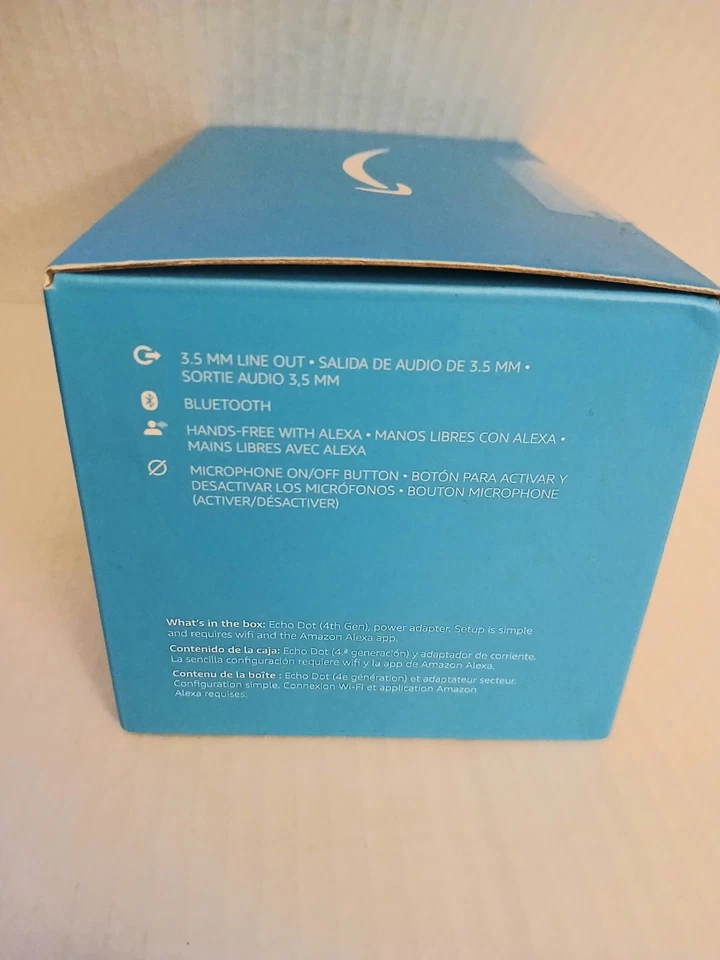 3.5 MM LINE OUT • SALIDA DE AUDIO DE 3.5 MM •
SORTIE AUDIO 3,5 MM
BLUETOOTH
HANDS-FREE WITH ALEXA • MANOS LIBRES CON ALEXA •
MAINS LIBRES AVEC ALEXA
MICROPHONE ON/OFF BUTTON • BOTÓN PARA ACTIVAR Y
DESACTIVAR LOS MICRÓFONOS • BOUTON MICROPHONE
(ACTIVER/DÉSACTIVER)
What's in the box: Echo Dot (4th Gen), power adapter. Setup is simple
and requires wifi and the Amazon Alexa app.
Contenido de la caja: Echo Dot (4.ª generación) y adaptador de corriente.
La sencilla configuración requiere wifi y la app de Amazon Alexa.
Contenu de la boîte : Echo Dot (4e génération) et adaptateur secteur.
Configuration simple. Connexion Wi-Fi et application Amazon
Alexa requises.